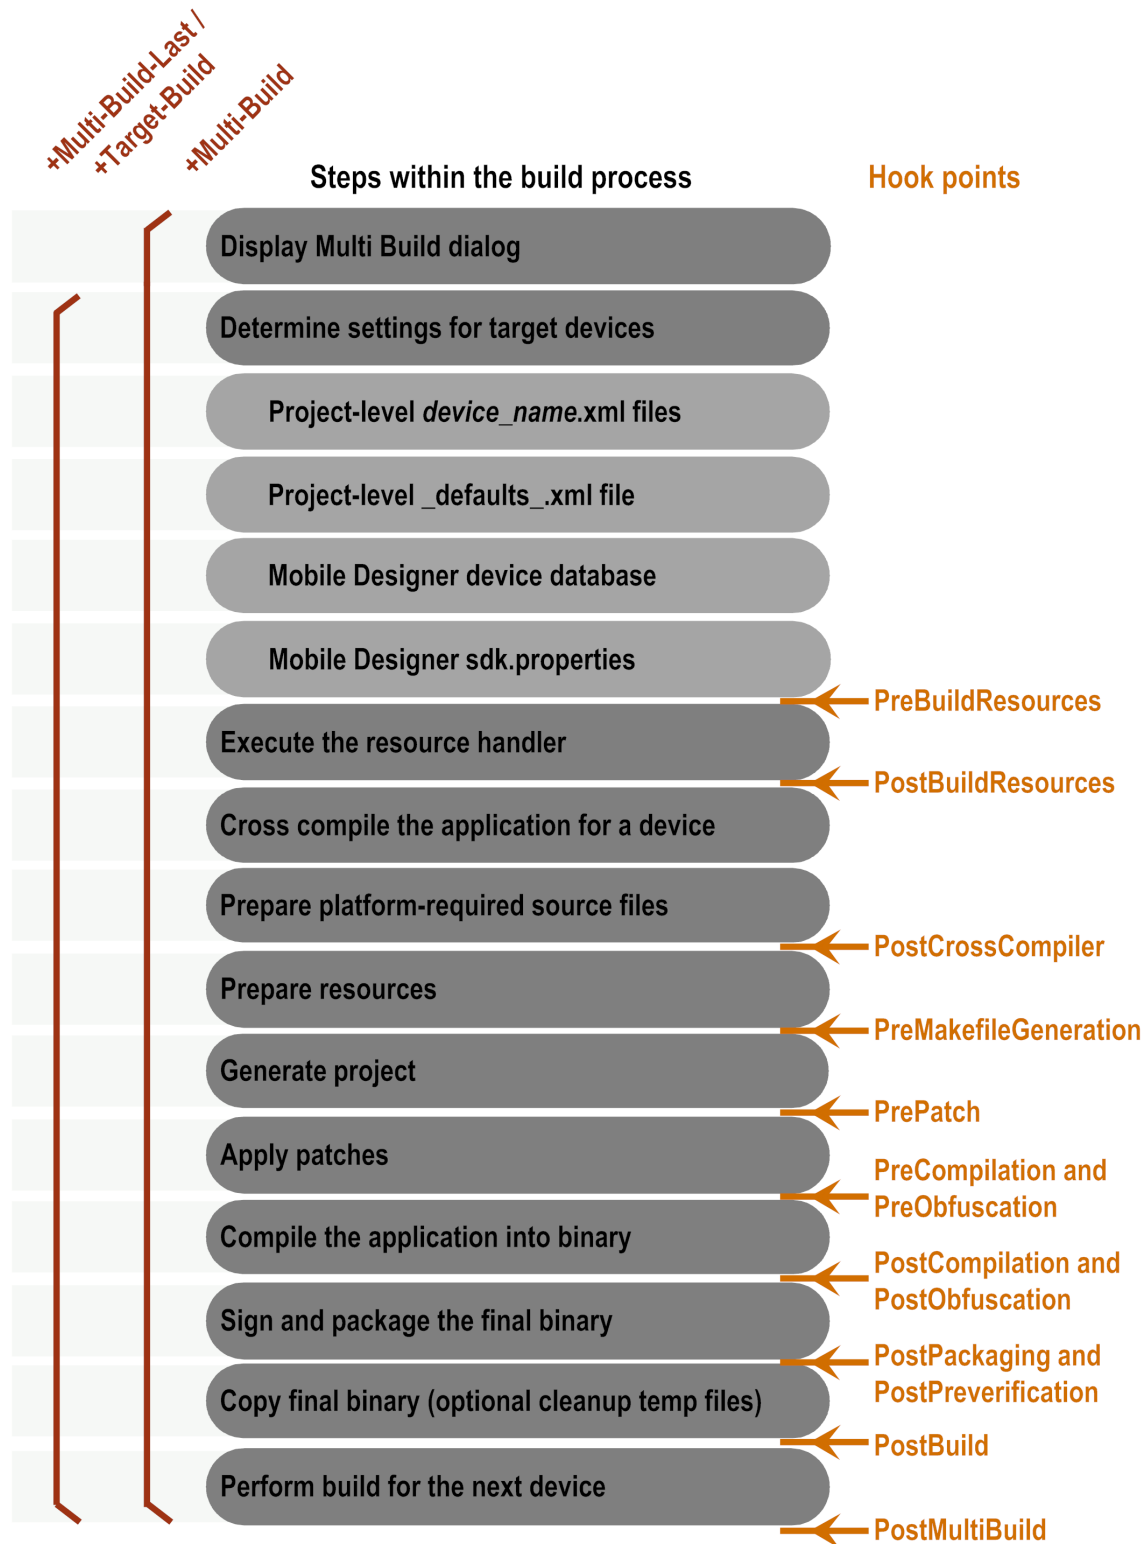 +Multi-Build-Last /
+Target-Build
+Multi-Build
Steps within the build process
Hook points
Display Multi Build dialog
Determine settings for target devices
Project-level device_name.xml files
Project-level _defaults_.xml file
Mobile Designer device database
Mobile Designer sdk.properties
PreBuildResources
Execute the resource handler
PostBuildResources
Cross compile the application for a device
Prepare platform-required source files
PostCrossCompiler
Prepare resources
PreMakefileGeneration
Generate project
PrePatch
Apply patches
PreCompilation and
PreObfuscation
Compile the application into binary
PostCompilation and
PostObfuscation
Sign and package the final binary
PostPackaging and
PostPreverification
Copy final binary (optional cleanup temp files)
PostBuild
Perform build for the next device
PostMultiBuild